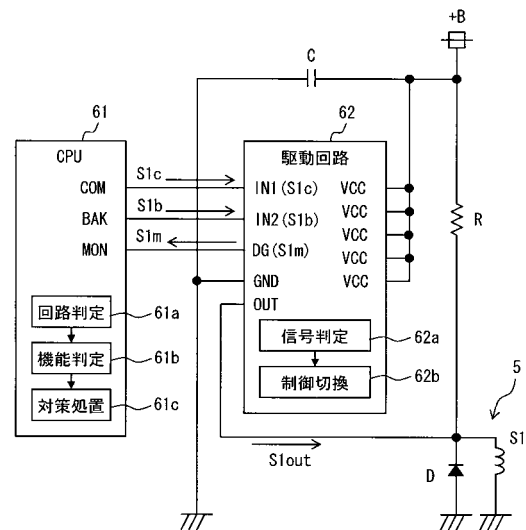 +B
C
61
62
CPU
駆動回路
COM
S1c
IN1(S1c)
VCC
BAK
S1b
IN2(S1b)
VCC
MON
S1m
DG(S1m)
VCC
R
GND
VCC
OUT
VCC
回路判定
61a
信号判定
62a
機能判定
61b
制御切換
62b
対策処置
61c
5
S1
S1out
D